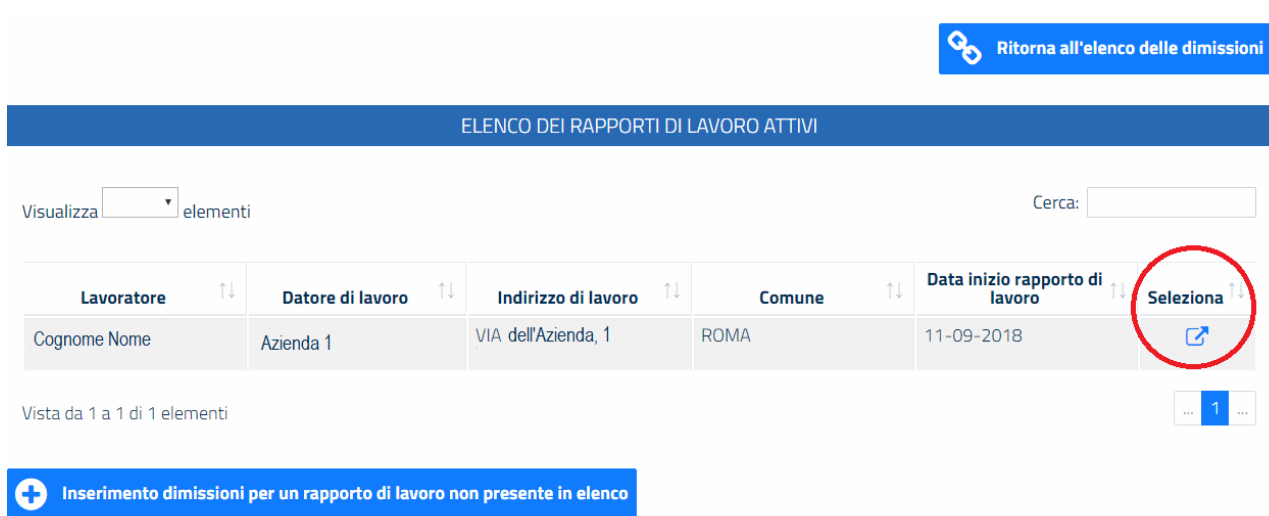 Ritorna all'elenco delle dimissioni
ELENCO DEI RAPPORTI DI LAVORO ATTIVI
Visualizza elementi
Cerca:
Lavoratore Datore di lavoro Indirizzo di lavoro Comune Data inizio rapporto di lavoro Seleziona
Cognome Nome Azienda 1 VIA dell'Azienda, 1 ROMA 11-09-2018
Vista da 1 a 1 di 1 elementi
... 1 ...
Inserimento dimissioni per un rapporto di lavoro non presente in elenco